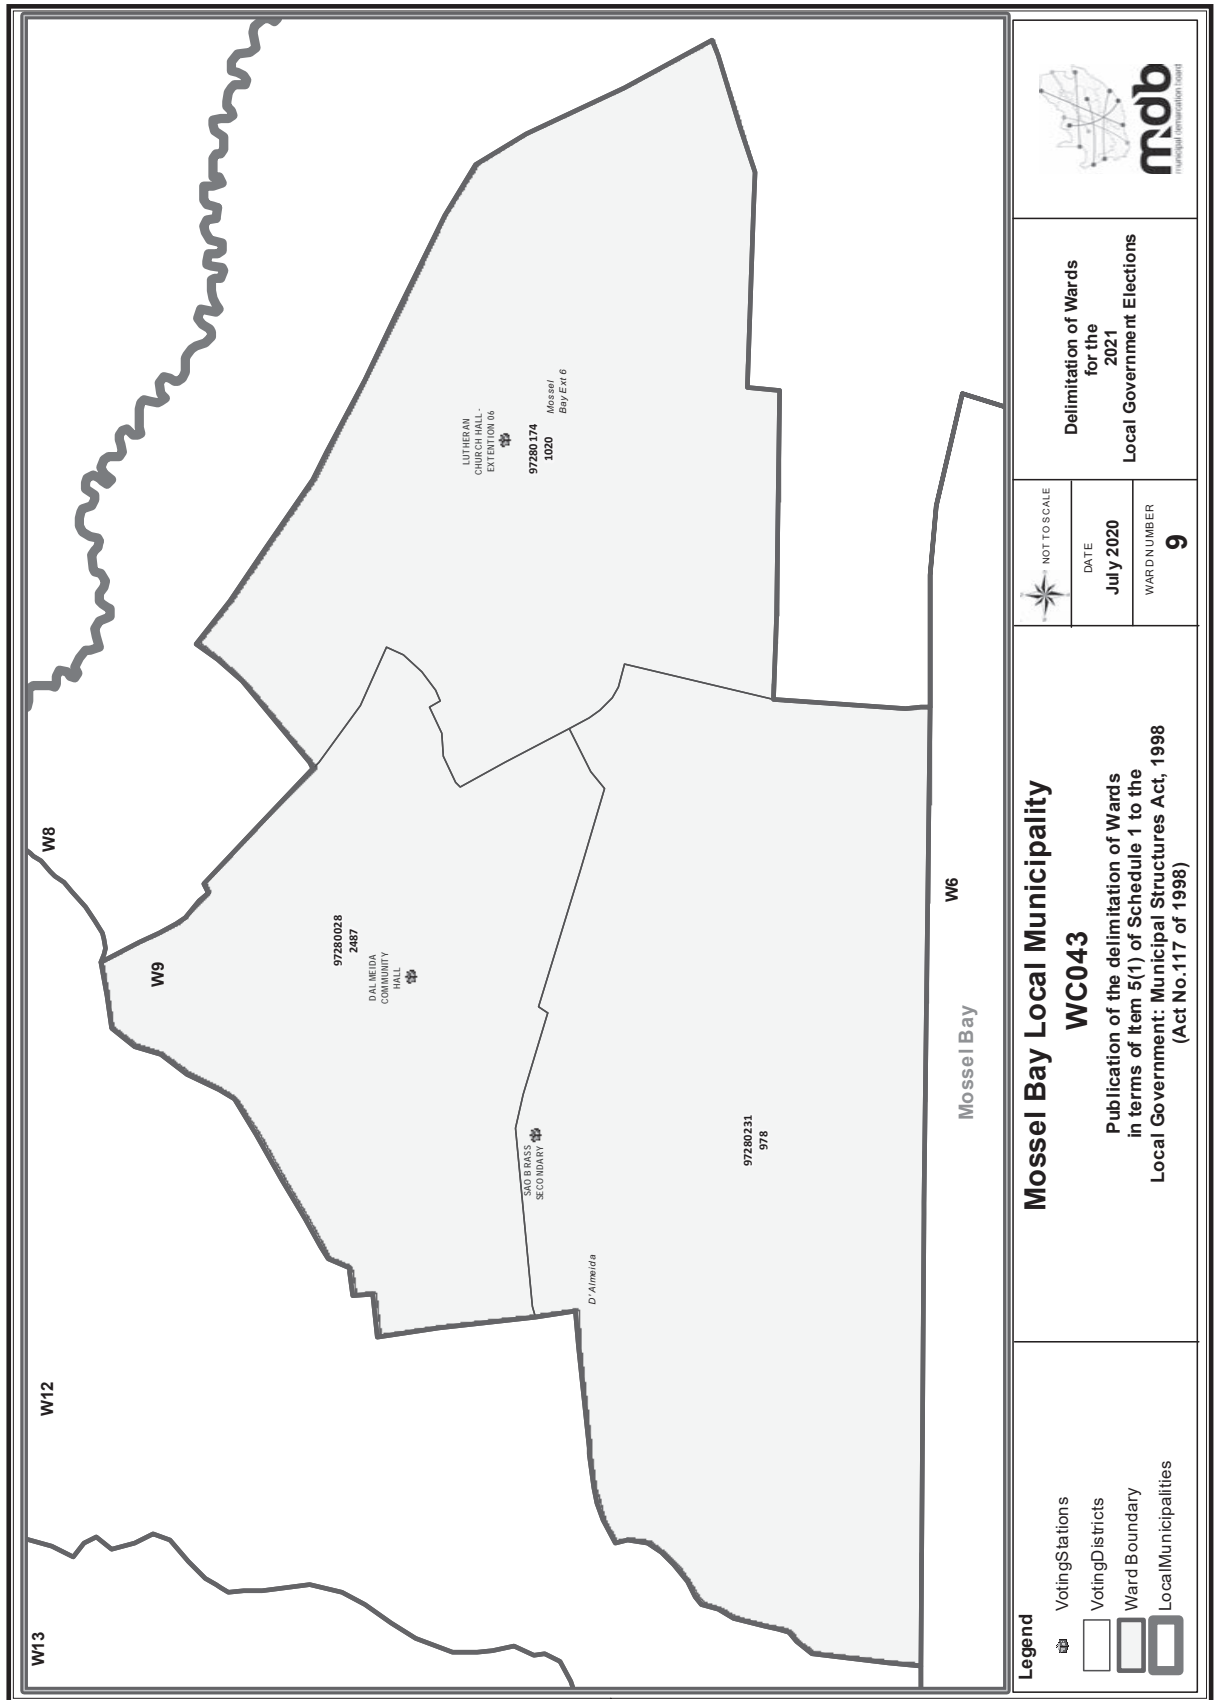 W13
W12
W8
W9
97280028
2487
DALMEIDA
COMMUNITY
HALL
LUTHERAN
CHURCH HALL -
EXTENTION 06
97280174
1020
Mossel
Bay Ext 6
SAO BRASS
SECONDARY
D'Almeida
97280231
978
W6
Mossel Bay
Legend
VotingStations
VotingDistricts
Ward Boundary
LocalMunicipalities
Mossel Bay Local Municipality
WC043
Publication of the delimitation of Wards
in terms of Item 5(1) of Schedule 1 to the
Local Government: Municipal Structures Act, 1998
(Act No.117 of 1998)
NOT TO SCALE
DATE
July 2020
WARD NUMBER
9
Delimitation of Wards
for the
2021
Local Government Elections
mdb
municipal demarcation board